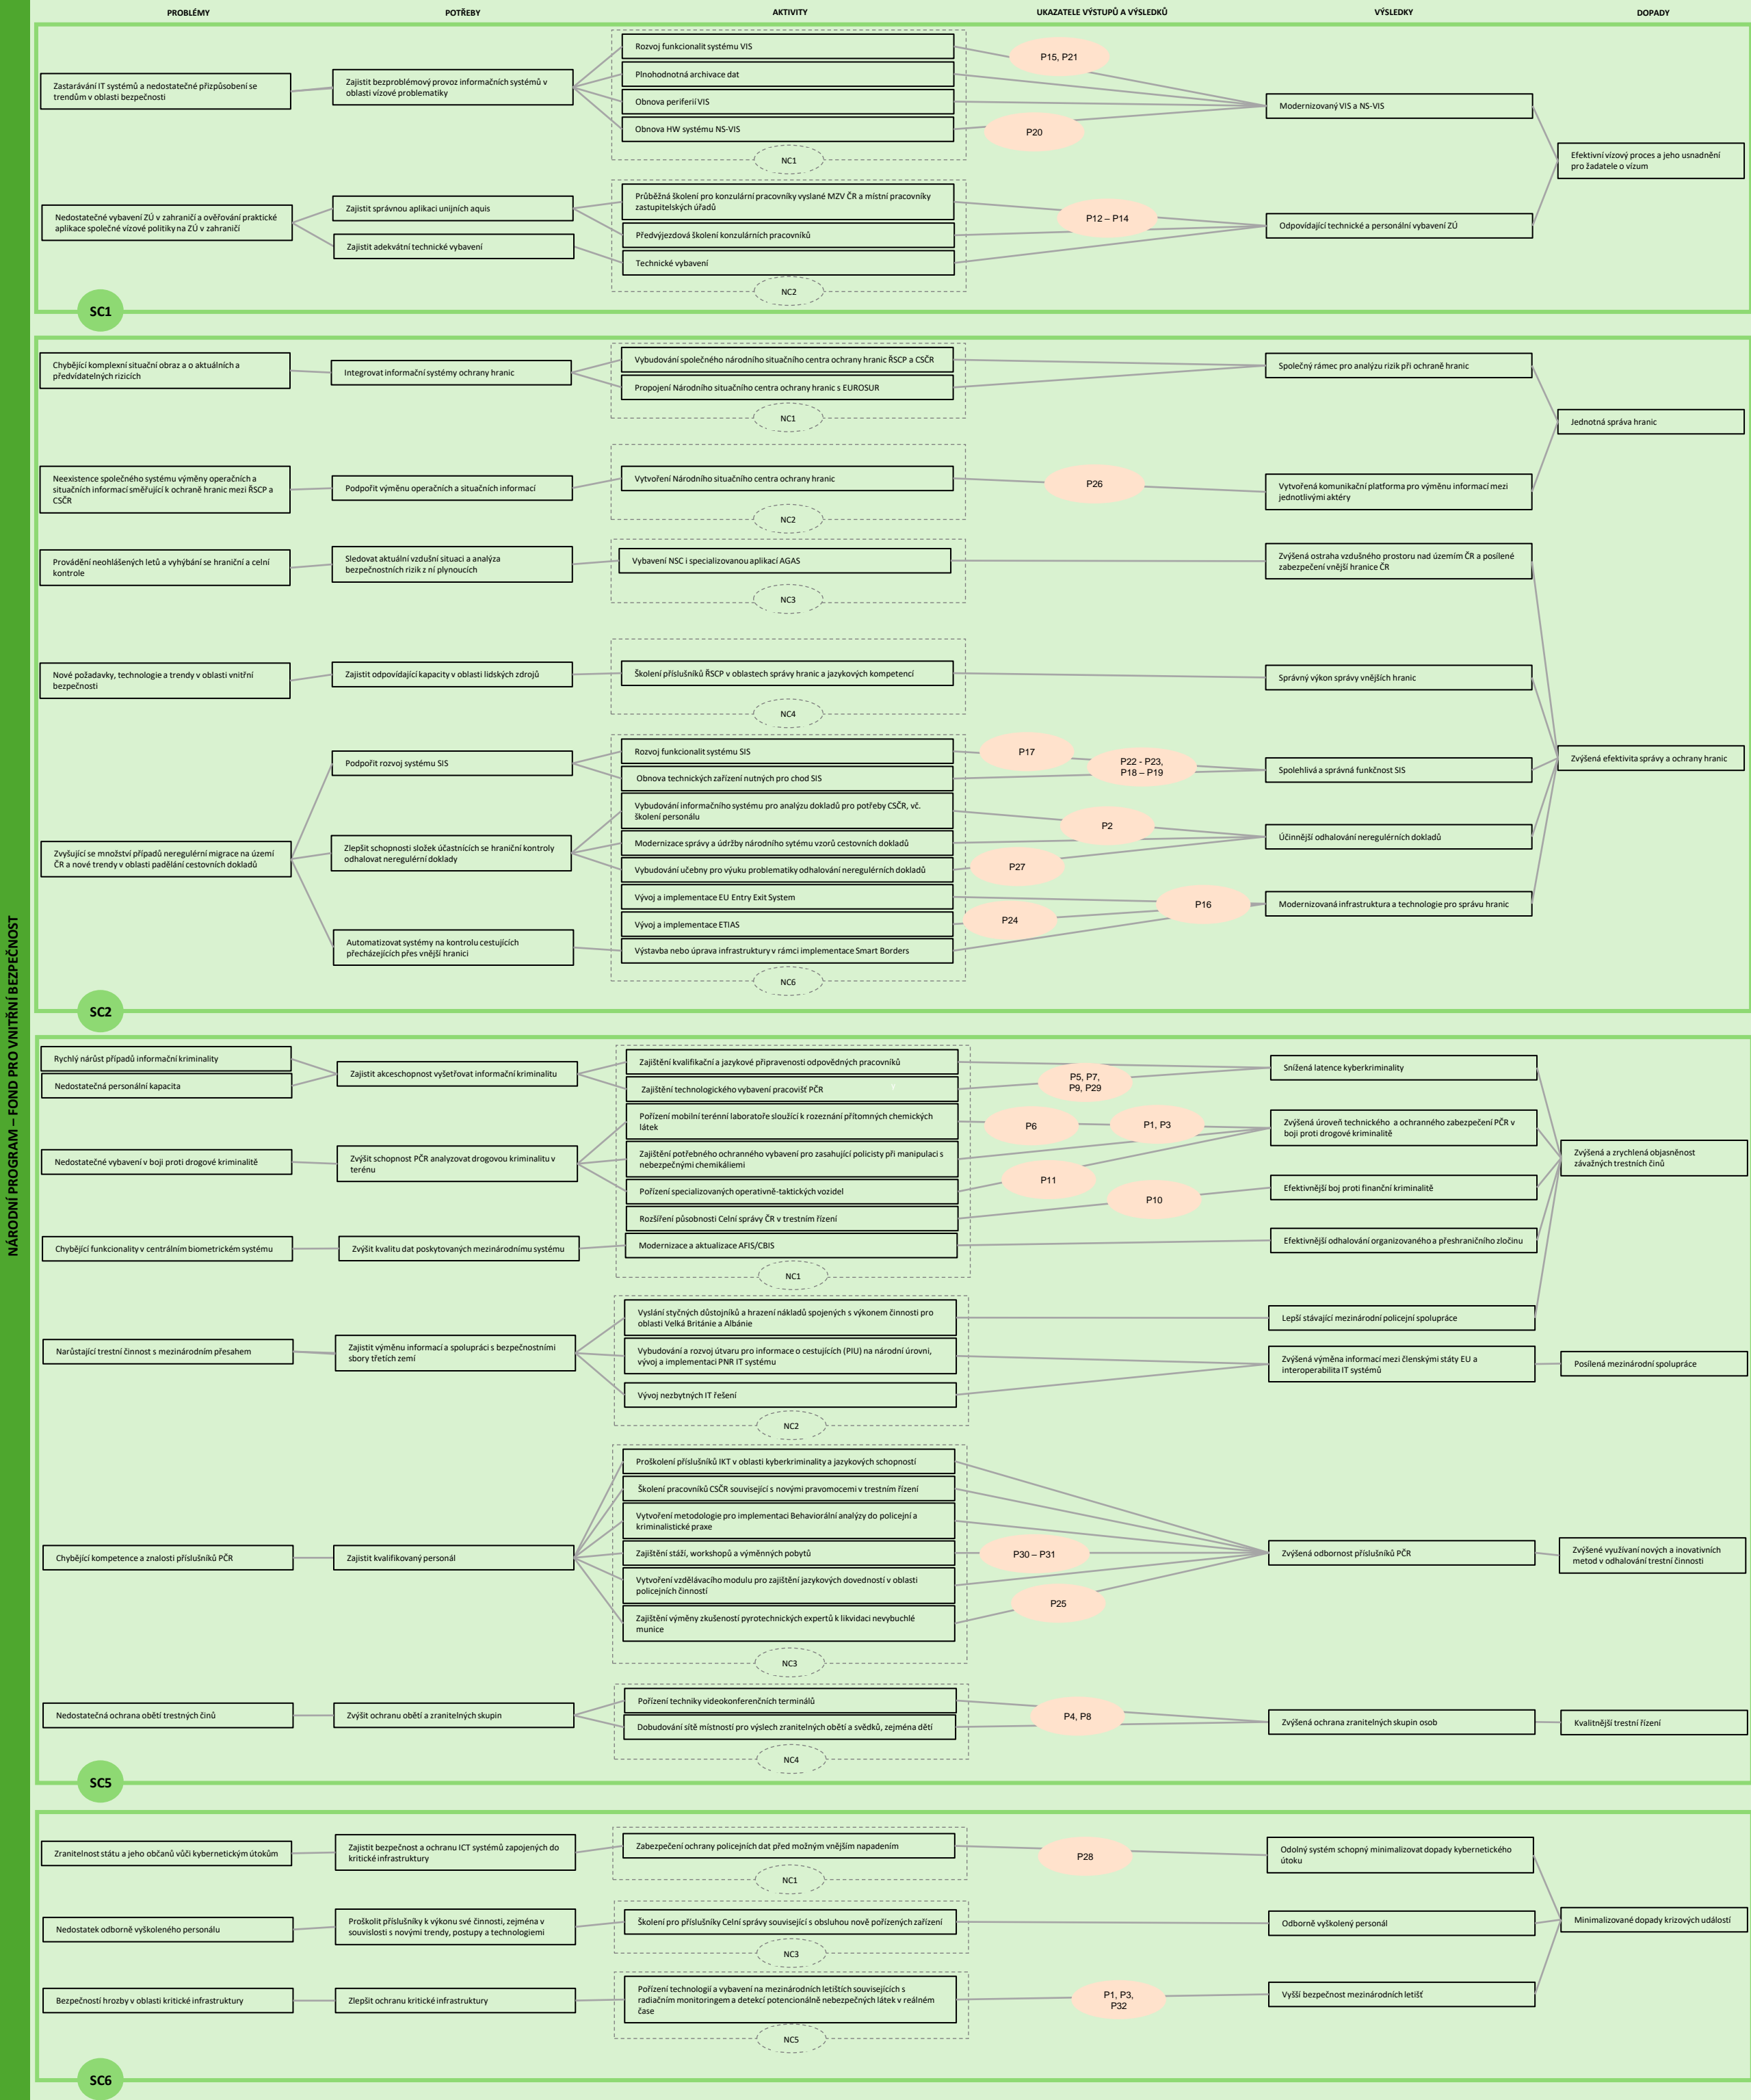 NÁRODNÍ PROGRAM – FOND PRO VNITŘNÍ BEZPEČNOST
PROBLÉMY
POTŘEBY
AKTIVITY
UKAZATELE VÝSTUPŮ A VÝSLEDKŮ
VÝSLEDKY
DOPADY
Zastarávání IT systémů a nedostatečné přizpůsobení se
trendům v oblasti bezpečnosti
Zajistit bezproblémový provoz informačních systémů v
oblasti vízové problematiky
Rozvoj funkcionalit systému VIS
Plnohodnotná archivace dat
Obnova periferií VIS
Obnova HW systému NS-VIS
NC1
P15, P21
P20
Modernizovaný VIS a NS-VIS
Efektivní vízový proces a jeho usnadnění
pro žadatele o vízum
Nedostatečné vybavení ZÚ v zahraničí a ověřování praktické
aplikace společné vízové politiky na ZÚ v zahraničí
Zajistit správnou aplikaci unijních aquis
Zajistit adekvátní technické vybavení
Průběžná školení pro konzulární pracovníky vyslané MZV ČR a místní pracovníky
zastupitelských úřadů
Předvýjezdová školení konzulárních pracovníků
Technické vybavení
NC2
P12 – P14
Odpovídající technické a personální vybavení ZÚ
SC1
Chybějící komplexní situační obraz a o aktuálních a
předvídatelných rizicích
Integrovat informační systémy ochrany hranic
Vybudování společného národního situačního centra ochrany hranic ŘSCP a CSČR
Propojení Národního situačního centra ochrany hranic s EUROSUR
NC1
Společný rámec pro analýzu rizik při ochraně hranic
Jednotná správa hranic
Neexistence společného systému výměny operačních a
situačních informací směřující k ochraně hranic mezi ŘSCP a
CSČR
Podpořit výměnu operačních a situačních informací
Vytvoření Národního situačního centra ochrany hranic
NC2
P26
Vytvořená komunikační platforma pro výměnu informací mezi
jednotlivými aktéry
Provádění neohlášených letů a vyhýbání se hraniční a celní
kontrole
Sledovat aktuální vzdušní situaci a analýza
bezpečnostních rizik z ní plynoucích
Vybavení NSC i specializovanou aplikací AGAS
NC3
Zvýšená ostraha vzdušného prostoru nad územím ČR a posílené
zabezpečení vnější hranice ČR
Nové požadavky, technologie a trendy v oblasti vnitřní
bezpečnosti
Zajistit odpovídající kapacity v oblasti lidských zdrojů
Školení příslušníků ŘSCP v oblastech správy hranic a jazykových kompetencí
NC4
Správný výkon správy vnějších hranic
Zvyšující se množství případů neregulérní migrace na území
ČR a nové trendy v oblasti padělání cestovních dokladů
Podpořit rozvoj systému SIS
Zlepšit schopnosti složek účastnících se hraniční kontroly
odhalovat neregulérní doklady
Automatizovat systémy na kontrolu cestujících
přecházejících přes vnější hranici
Rozvoj funkcionalit systému SIS
Obnova technických zařízení nutných pro chod SIS
Vybudování informačního systému pro analýzu dokladů pro potřeby CSČR, vč.
školení personálu
Modernizace správy a údržby národního sytému vzorů cestovních dokladů
Vybudování učebny pro výuku problematiky odhalování neregulérních dokladů
Vývoj a implementace EU Entry Exit System
Vývoj a implementace ETIAS
Výstavba nebo úprava infrastruktury v rámci implementace Smart Borders
NC6
P17
P22 - P23,
P18 – P19
P2
P27
P16
P24
Spolehlivá a správná funkčnost SIS
Účinnější odhalování neregulérních dokladů
Modernizovaná infrastruktura a technologie pro správu hranic
Zvýšená efektivita správy a ochrany hranic
SC2
Rychlý nárůst případů informační kriminality
Nedostatečná personální kapacita
Zajistit akceschopnost vyšetřovat informační kriminalitu
Zajištění kvalifikační a jazykové připravenosti odpovědných pracovníků
Zajištění technologického vybavení pracovišť PČR
P5, P7,
P9, P29
Snížená latence kyberkriminality
Nedostatečné vybavení v boji proti drogové kriminalitě
Zvýšit schopnost PČR analyzovat drogovou kriminalitu v
terénu
Pořízení mobilní terénní laboratoře sloužící k rozeznání přítomných chemických
látek
Zajištění potřebného ochranného vybavení pro zasahující policisty při manipulaci s
nebezpečnými chemikáliemi
Pořízení specializovaných operativně-taktických vozidel
Rozšíření působnosti Celní správy ČR v trestním řízení
P6
P1, P3
P11
P10
Zvýšená úroveň technického a ochranného zabezpečení PČR v
boji proti drogové kriminalitě
Efektivnější boj proti finanční kriminalitě
Zvýšená a zrychlená objasněnost
závažných trestních činů
Chybějící funkcionality v centrálním biometrickém systému
Zvýšit kvalitu dat poskytovaných mezinárodnímu systému
Modernizace a aktualizace AFIS/CBIS
NC1
Efektivnější odhalování organizovaného a přeshraničního zločinu
Narůstající trestní činnost s mezinárodním přesahem
Zajistit výměnu informací a spolupráci s bezpečnostními
sbory třetích zemí
Vyslání styčných důstojníků a hrazení nákladů spojených s výkonem činnosti pro
oblasti Velká Británie a Albánie
Vybudování a rozvoj útvaru pro informace o cestujících (PIU) na národní úrovni,
vývoj a implementaci PNR IT systému
Vývoj nezbytných IT řešení
NC2
Lepší stávající mezinárodní policejní spolupráce
Zvýšená výměna informací mezi členskými státy EU a
interoperabilita IT systémů
Posílená mezinárodní spolupráce
Chybějící kompetence a znalosti příslušníků PČR
Zajistit kvalifikovaný personál
Proškolení příslušníků IKT v oblasti kyberkriminality a jazykových schopností
Školení pracovníků CSČR související s novými pravomocemi v trestním řízení
Vytvoření metodologie pro implementaci Behaviorální analýzy do policejní a
kriminalistické praxe
Zajištění stáží, workshopů a výměnných pobytů
Vytvoření vzdělávacího modulu pro zajištění jazykových dovedností v oblasti
policejních činností
Zajištění výměny zkušeností pyrotechnických expertů k likvidaci nevybuchlé
munice
NC3
P30 – P31
P25
Zvýšená odbornost příslušníků PČR
Zvýšené využívaní nových a inovativních
metod v odhalování trestní činnosti
Nedostatečná ochrana obětí trestných činů
Zvýšit ochranu obětí a zranitelných skupin
Pořízení techniky videokonferenčních terminálů
Dobudování sítě místností pro výslech zranitelných obětí a svědků, zejména dětí
NC4
P4, P8
Zvýšená ochrana zranitelných skupin osob
Kvalitnější trestní řízení
SC5
Zranitelnost státu a jeho občanů vůči kybernetickým útokům
Zajistit bezpečnost a ochranu ICT systémů zapojených do
kritické infrastruktury
Zabezpečení ochrany policejních dat před možným vnějším napadením
NC1
P28
Odolný systém schopný minimalizovat dopady kybernetického
útoku
Nedostatek odborně vyškoleného personálu
Proškolit příslušníky k výkonu své činnosti, zejména v
souvislosti s novými trendy, postupy a technologiemi
Školení pro příslušníky Celní správy související s obsluhou nově pořízených zařízení
NC3
Odborně vyškolený personál
Minimalizované dopady krizových událostí
Bezpečností hrozby v oblasti kritické infrastruktury
Zlepšit ochranu kritické infrastruktury
Pořízení technologií a vybavení na mezinárodních letištích souvisejících s
radiačním monitoringem a detekcí potencionálně nebezpečných látek v reálném
čase
NC5
P1, P3,
P32
Vyšší bezpečnost mezinárodních letišť
SC6